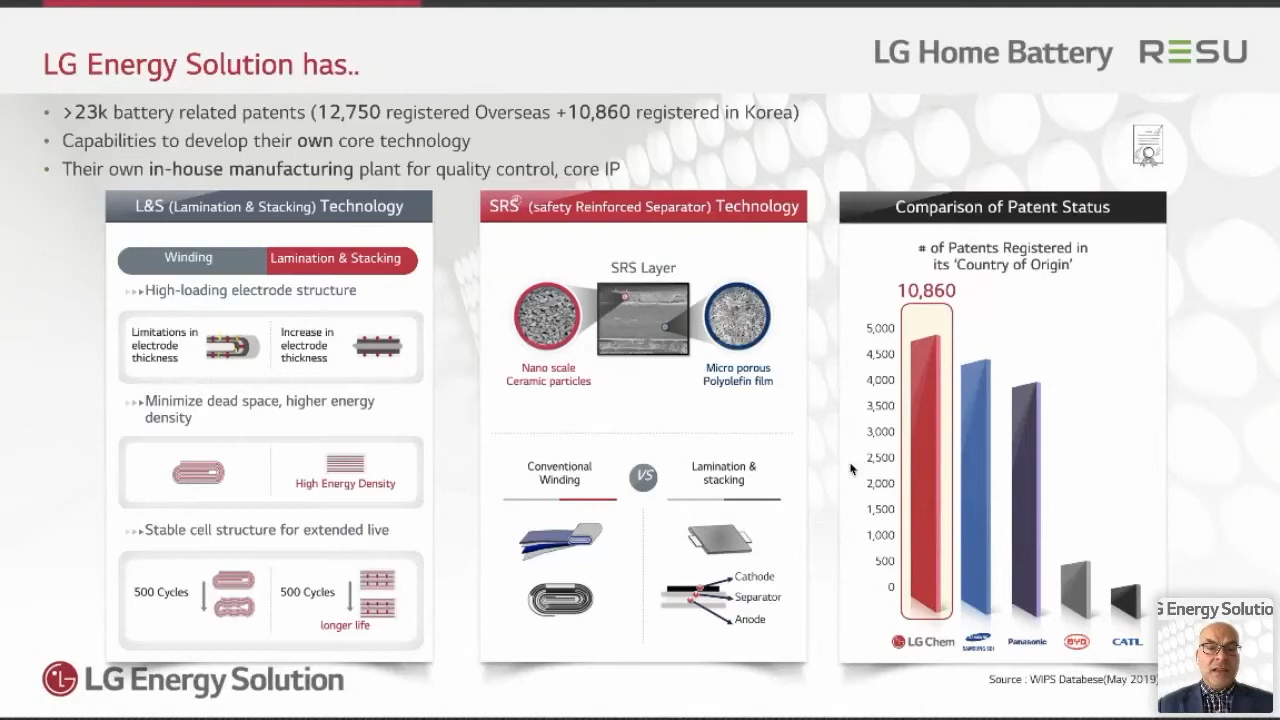 LG Energy Solution has..
LG Home Battery RESU
• >23k battery related patents (12,750 registered Overseas +10,860 registered in Korea)
• Capabilities to develop their own core technology
• Their own in-house manufacturing plant for quality control, core IP
L&S (Lamination & Stacking) Technology
Winding
Lamination & Stacking
High-loading electrode structure
Limitations in
electrode
thickness
Increase in
electrode
thickness
Minimize dead space, higher energy
density
High Energy Density
Stable cell structure for extended live
500 Cycles
500 Cycles
longer life
SRS® (safety Reinforced Separator) Technology
SRS Layer
Nano scale
Ceramic particles
Micro porous
Polyolefin film
Conventional
Winding
VS
Lamination &
stacking
Cathode
Separator
Anode
Comparison of Patent Status
# of Patents Registered in
its ‘Country of Origin’
10,860
5,000
4,500
4,000
3,500
3,000
2,500
2,000
1,500
1,000
500
0
LG Chem
SAMSUNG SDI
Panasonic
BYD
CATL
Source : WIPS Databese(May 2019)
LG Energy Solution
G Energy Solutio